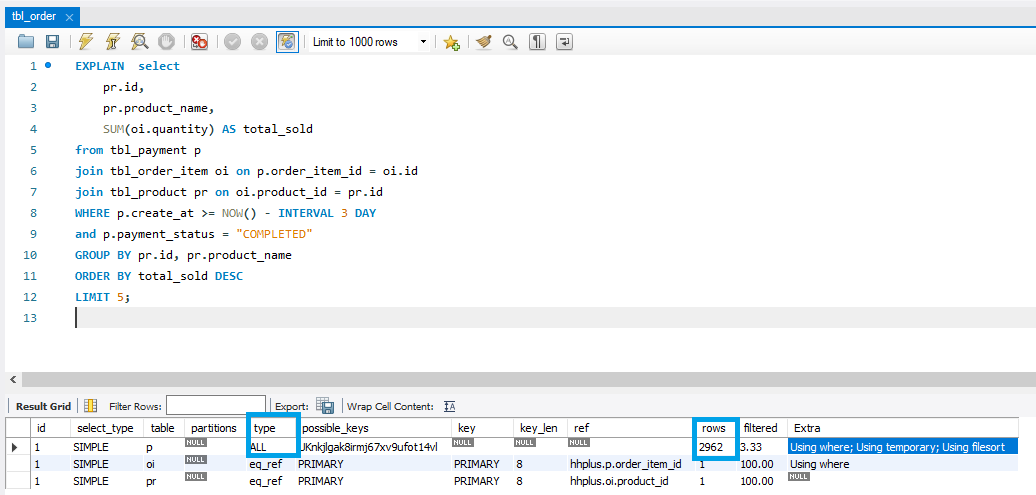 tbl_order
Limit to 1000 rows
1 EXPLAIN select
2 pr.id,
3 pr.product_name,
4 SUM(oi.quantity) AS total_sold
5 from tbl_payment p
6 join tbl_order_item oi on p.order_item_id = oi.id
7 join tbl_product pr on oi.product_id = pr.id
8 WHERE p.create_at >= NOW() - INTERVAL 3 DAY
9 and p.payment_status = "COMPLETED"
10 GROUP BY pr.id, pr.product_name
11 ORDER BY total_sold DESC
12 LIMIT 5;
13
Result Grid Filter Rows: Export: Wrap Cell Content:
id select_type table partitions type possible_keys key key_len ref rows filtered Extra
1 SIMPLE p NULL ALL NULL NULL NULL 2962 3.33 Using where; Using temporary; Using filesort
1 SIMPLE oi NULL eq_ref PRIMARY PRIMARY 8 hhplus.p.order_item_id 1 100.00 Using where
1 SIMPLE pr NULL eq_ref PRIMARY PRIMARY 8 hhplus.oi.product_id 1 100.00 NULL